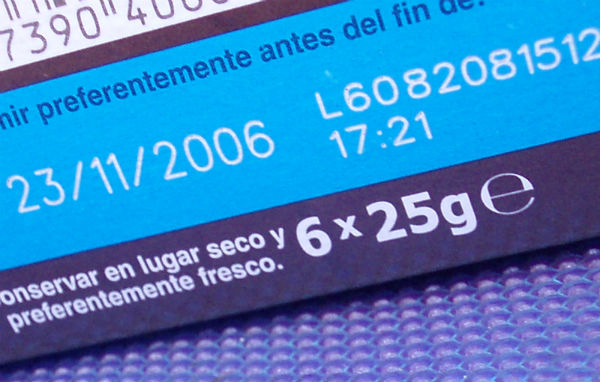 7390 400
mir preferentemente antes del fin de:
23/11/2006
L6082081512
17:21
onservar en lugar seco y
preferentemente fresco.
6 x 25g ℮